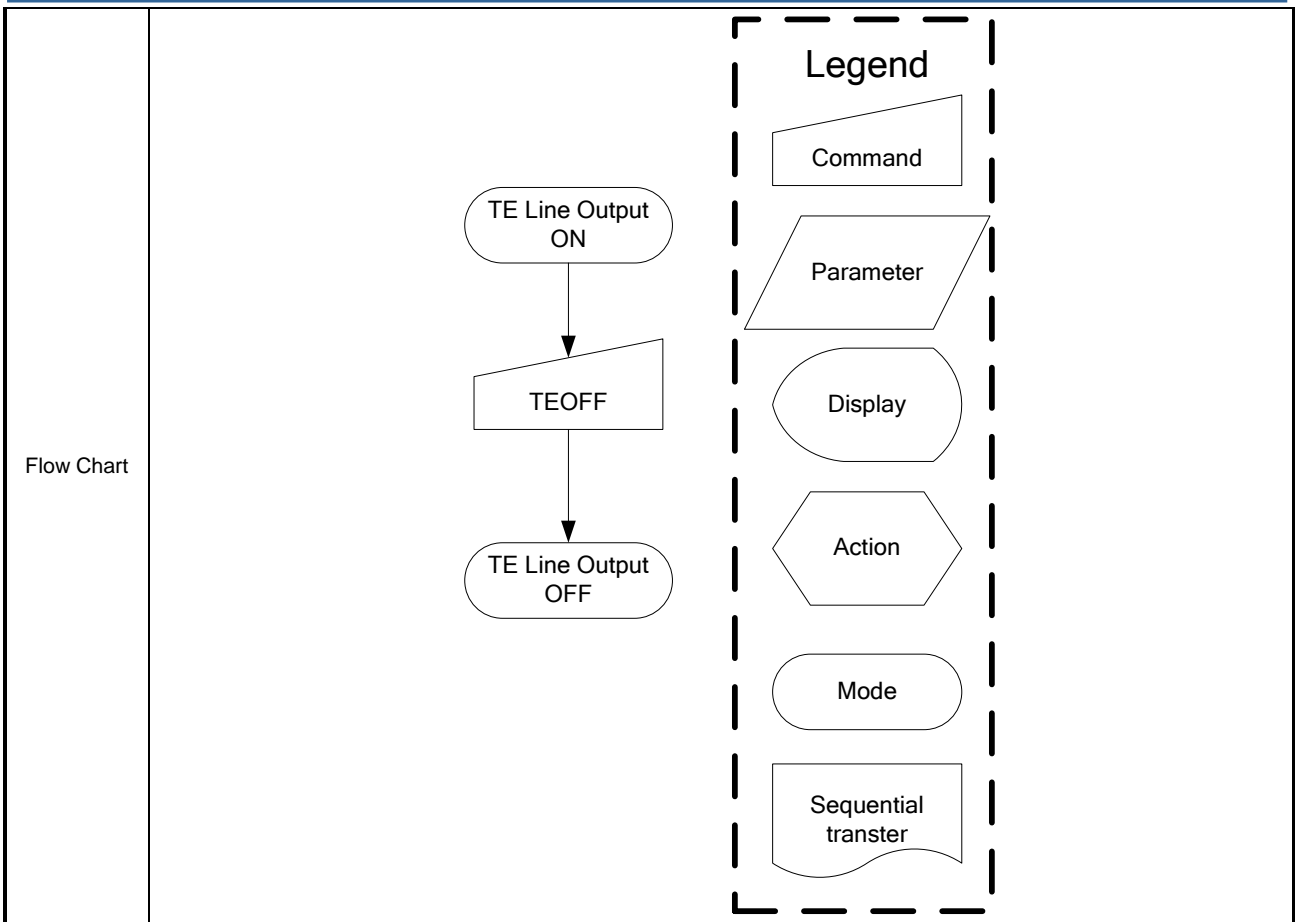 Flow Chart
TE Line Output
ON
TEOFF
TE Line Output
OFF
Legend
Command
Parameter
Display
Action
Mode
Sequential
transter